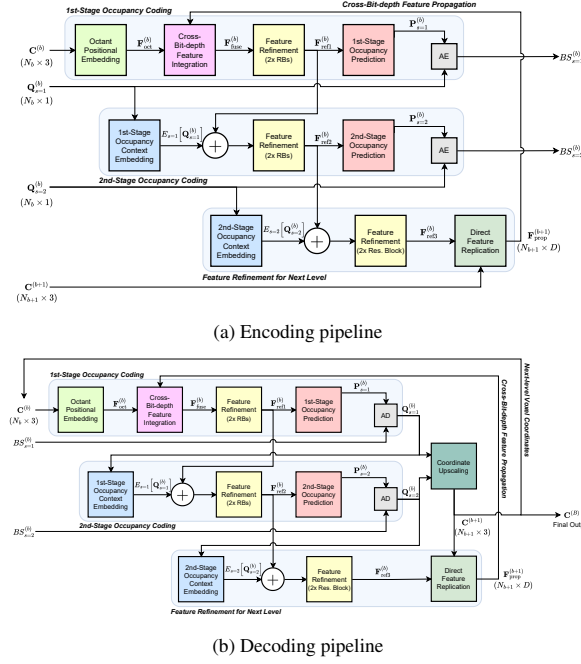 1st-Stage Occupancy Coding
Cross-Bit-depth Feature Propagation
C^(b)
(N_b × 3)
Octant
Positional
Embedding
F_oct^(b)
Cross-
Bit-depth
Feature
Integration
F_fuse^(b)
Feature
Refinement
(2x RBs)
F_ref1^(b)
1st-Stage
Occupancy
Prediction
P_s=1^(b)
AE
Q_s=1^(b)
(N_b × 1)
1st-Stage
Occupancy
Context
Embedding
E_s=1[Q_s=1^(b)]
+
Feature
Refinement
(2x RBs)
F_ref2^(b)
2nd-Stage
Occupancy
Prediction
P_s=2^(b)
AE
2nd-Stage Occupancy Coding
Q_s=2^(b)
(N_b × 1)
2nd-Stage
Occupancy
Context
Embedding
E_s=2[Q_s=2^(b)]
+
Feature
Refinement
(2x Res. Block)
F_ref3^(b)
Direct
Feature
Replication
F_prop^(b+1)
(N_b+1 × D)
Feature Refinement for Next Level
C^(b+1)
(N_b+1 × 3)
(a) Encoding pipeline
1st-Stage Occupancy Coding
C^(b)
(N_b × 3)
Octant
Positional
Embedding
F_oct^(b)
Cross-
Bit-depth
Feature
Integration
F_fuse^(b)
Feature
Refinement
(2x RBs)
F_ref1^(b)
1st-Stage
Occupancy
Prediction
P_s=1^(b)
AD
Q_s=1^(b)
Cross-Bit-depth Feature Propagation
Next-level Voxel Coordinates
BS_s=1^(b)
1st-Stage
Occupancy
Context
Embedding
E_s=1[Q_s=1^(b)]
+
Feature
Refinement
(2x RBs)
F_ref2^(b)
2nd-Stage
Occupancy
Prediction
P_s=2^(b)
AD
Q_s=2^(b)
Coordinate
Upscaling
2nd-Stage Occupancy Coding
BS_s=2^(b)
C^(b+1)
(N_b+1 × 3)
C^(B)
Final Out
2nd-Stage
Occupancy
Context
Embedding
E_s=2[Q_s=2^(b)]
+
Feature
Refinement
(2x Res. Block)
F_ref3^(b)
Direct
Feature
Replication
F_prop^(b+1)
(N_b+1 × D)
Feature Refinement for Next Level
(b) Decoding pipeline